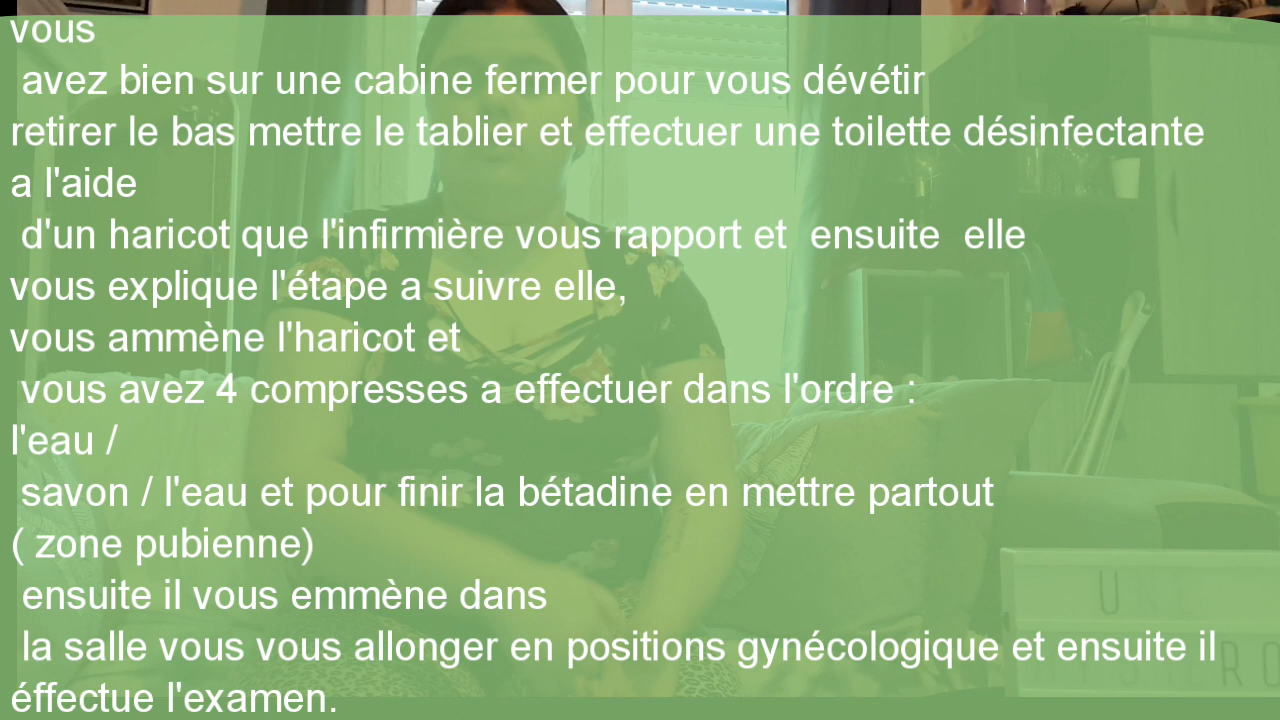 vous
avez bien sur une cabine fermer pour vous dévétir
retirer le bas mettre le tablier et effectuer une toilette désinfectante
a l'aide
d'un haricot que l'infirmière vous rapport et ensuite elle
vous explique l'étape a suivre elle,
vous ammène l'haricot et
vous avez 4 compresses a effectuer dans l'ordre :
l'eau /
savon / l'eau et pour finir la bétadine en mettre partout
( zone pubienne)
ensuite il vous emmène dans
la salle vous vous allonger en positions gynécologique et ensuite il
éffectue l'examen.